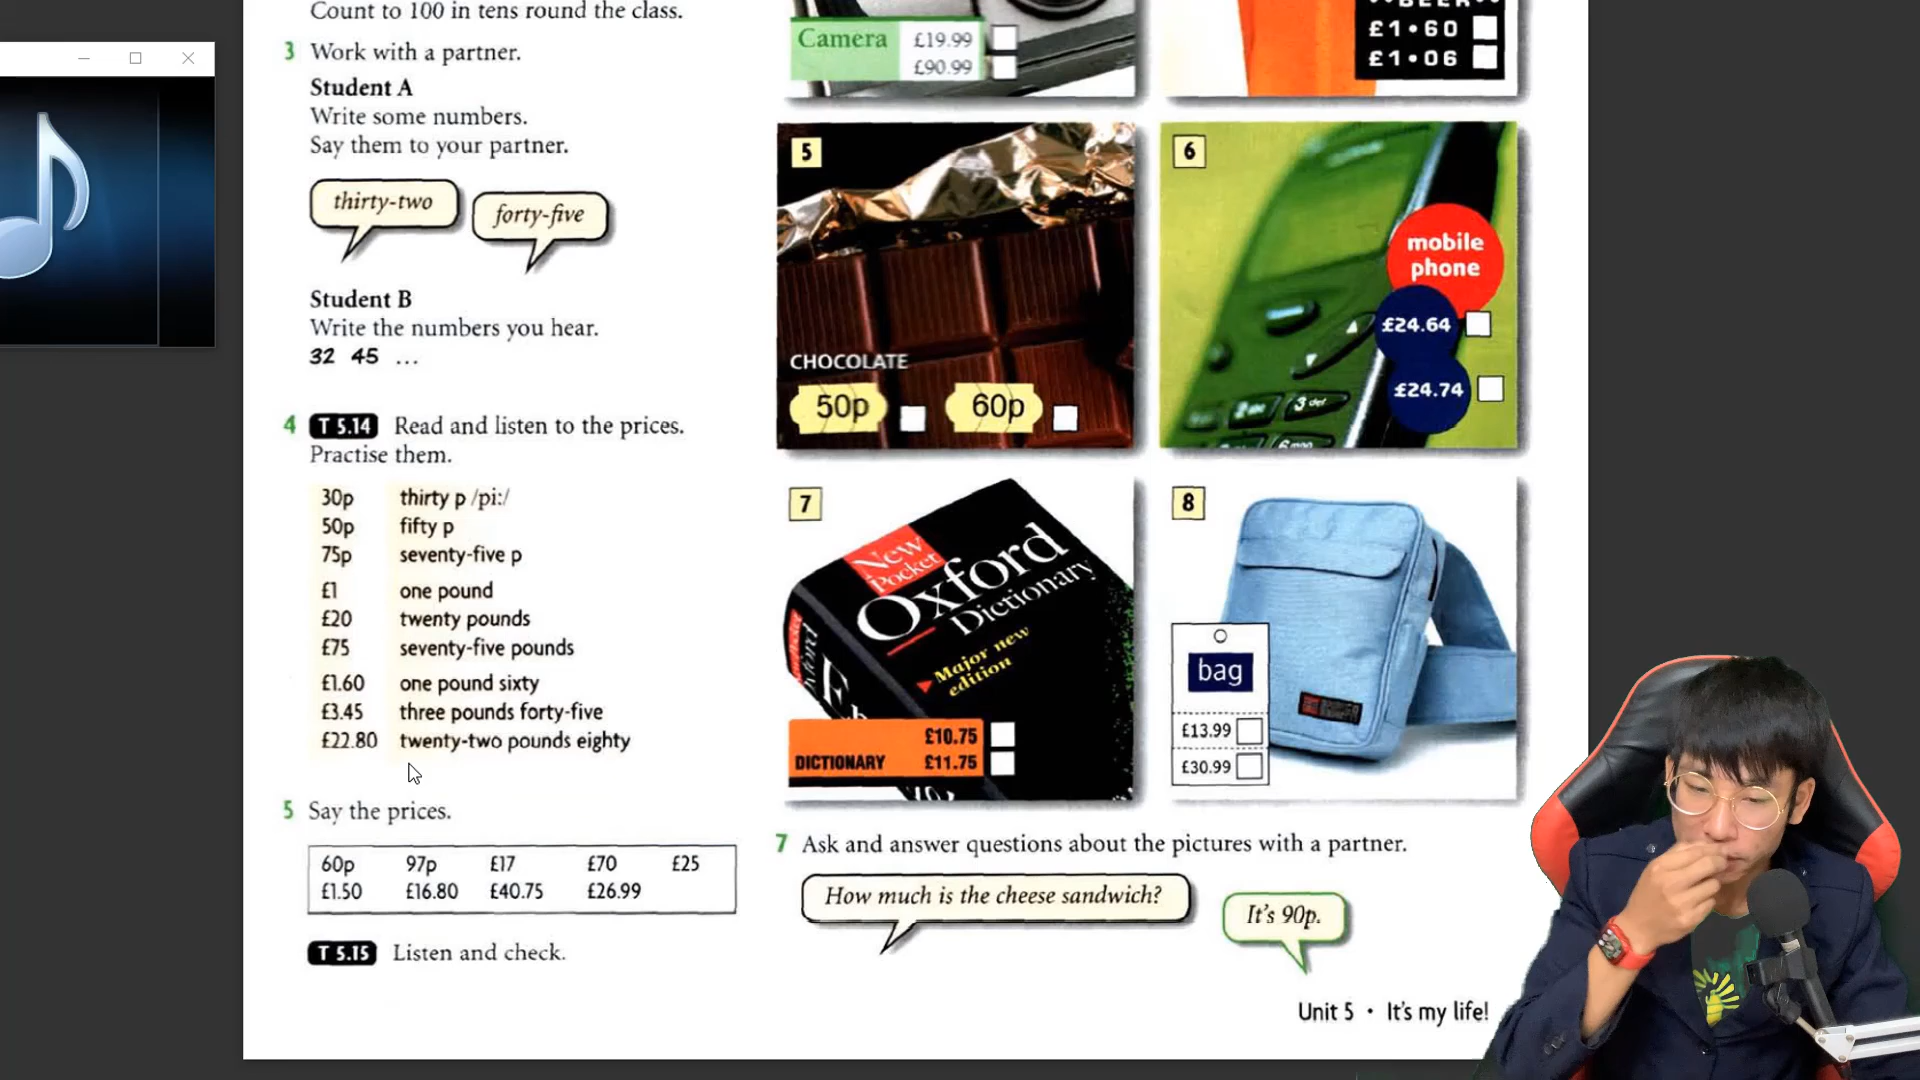 Count to 100 in tens round the class.
3 Work with a partner.
Student A
Write some numbers.
Say them to your partner.
thirty-two
forty-five
Student B
Write the numbers you hear.
32 45 ...
4 T 5.14 Read and listen to the prices.
Practise them.
30p thirty p /piː/
50p fifty p
75p seventy-five p
£1 one pound
£20 twenty pounds
£75 seventy-five pounds
£1.60 one pound sixty
£3.45 three pounds forty-five
£22.80 twenty-two pounds eighty
5 Say the prices.
60p 97p £17 £70 £25
£1.50 £16.80 £40.75 £26.99
T 5.15 Listen and check.
Camera £19.99
£90.99
BEER
£1•60
£1•06
5
CHOCOLATE
50p 60p
6
mobile
phone
£24.64
£24.74
3 def
7
New
Pocket
Oxford
Dictionary
Major new
edition
£10.75
DICTIONARY £11.75
8
bag
£13.99
£30.99
7 Ask and answer questions about the pictures with a partner.
How much is the cheese sandwich?
It's 90p.
Unit 5 • It's my life!